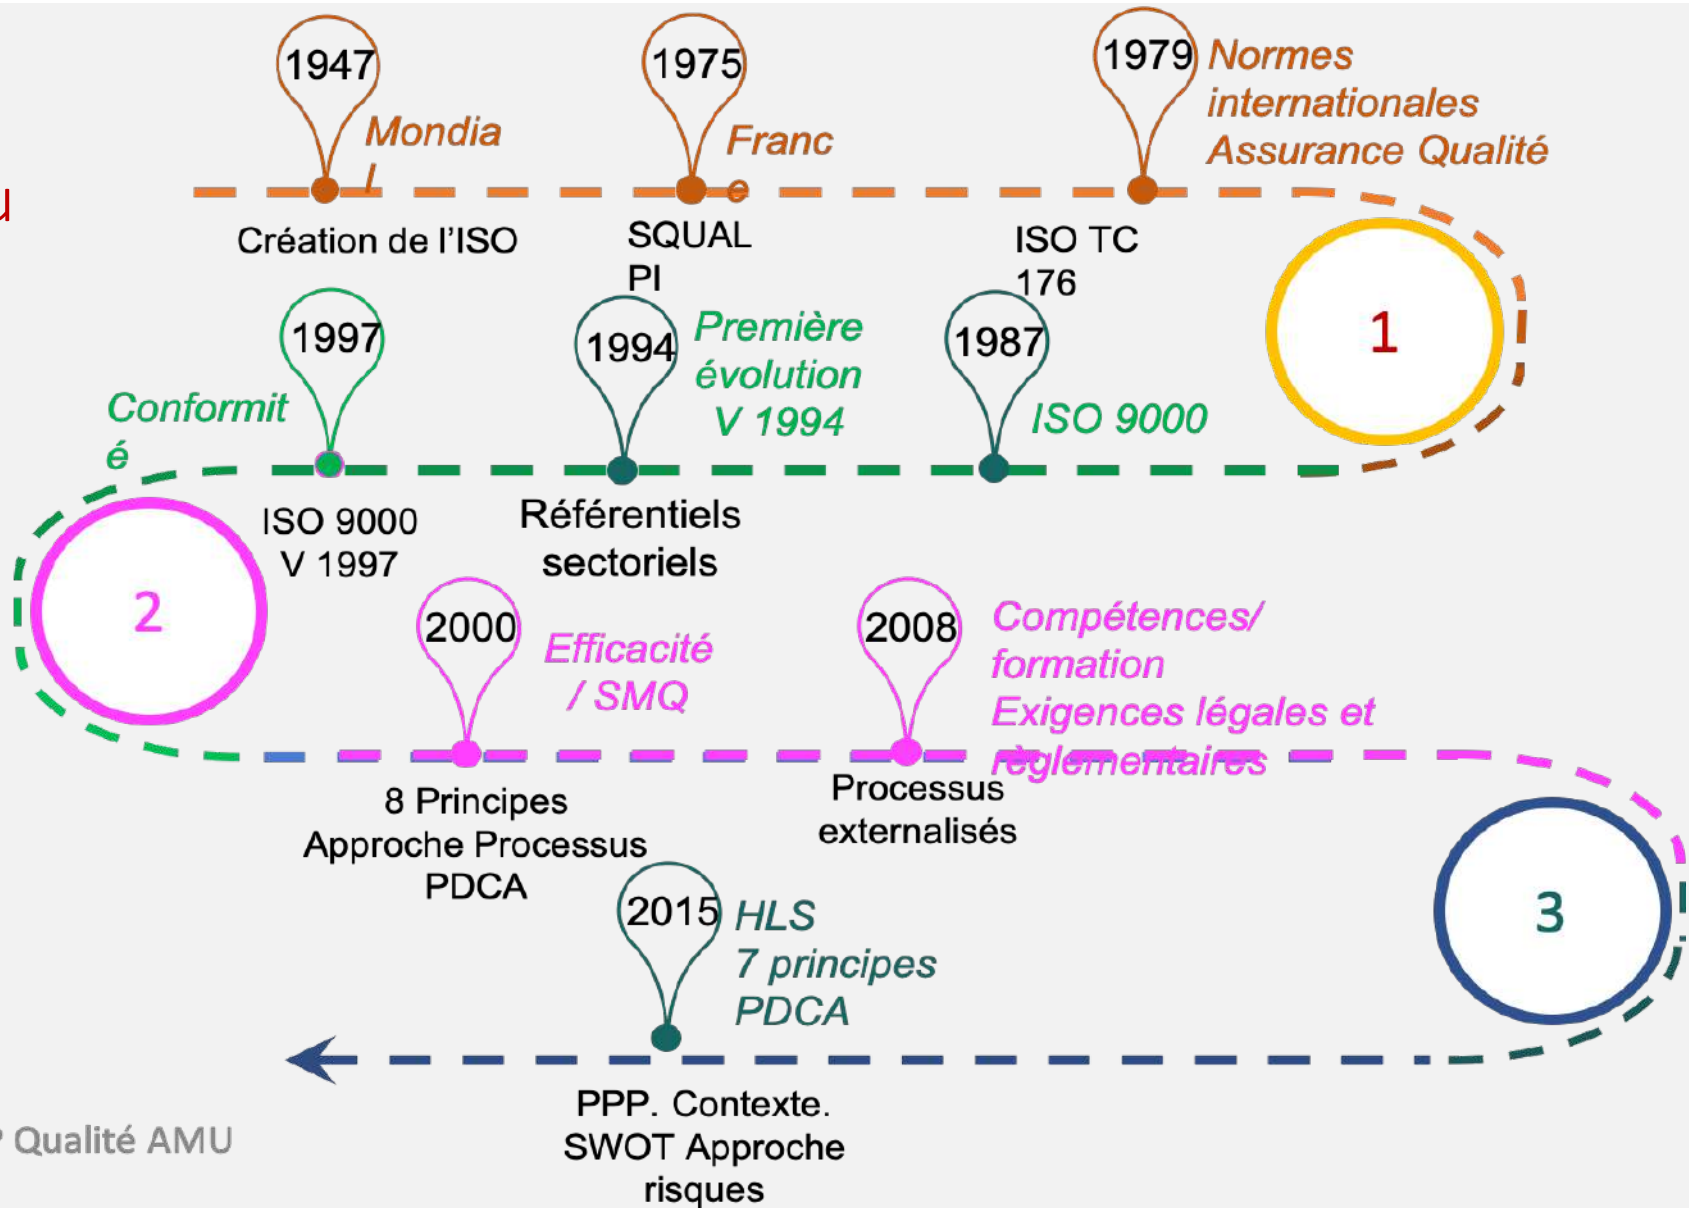 1947
Mondia
l
Création de l'ISO
1975
Franc
e
SQUAL
PI
1979
Normes
internationales
Assurance Qualité
ISO TC
176
u
1
1997
Conformit
é
ISO 9000
V 1997
1994
Première
évolution
V 1994
Référentiels
sectoriels
1987
ISO 9000
2
2000
Efficacité
/ SMQ
8 Principes
Approche Processus
PDCA
2008
Compétences/
formation
Exigences légales et
règlementaires
Processus
externalisés
3
2015
HLS
7 principes
PDCA
PPP. Contexte.
SWOT Approche
risques
Qualité AMU